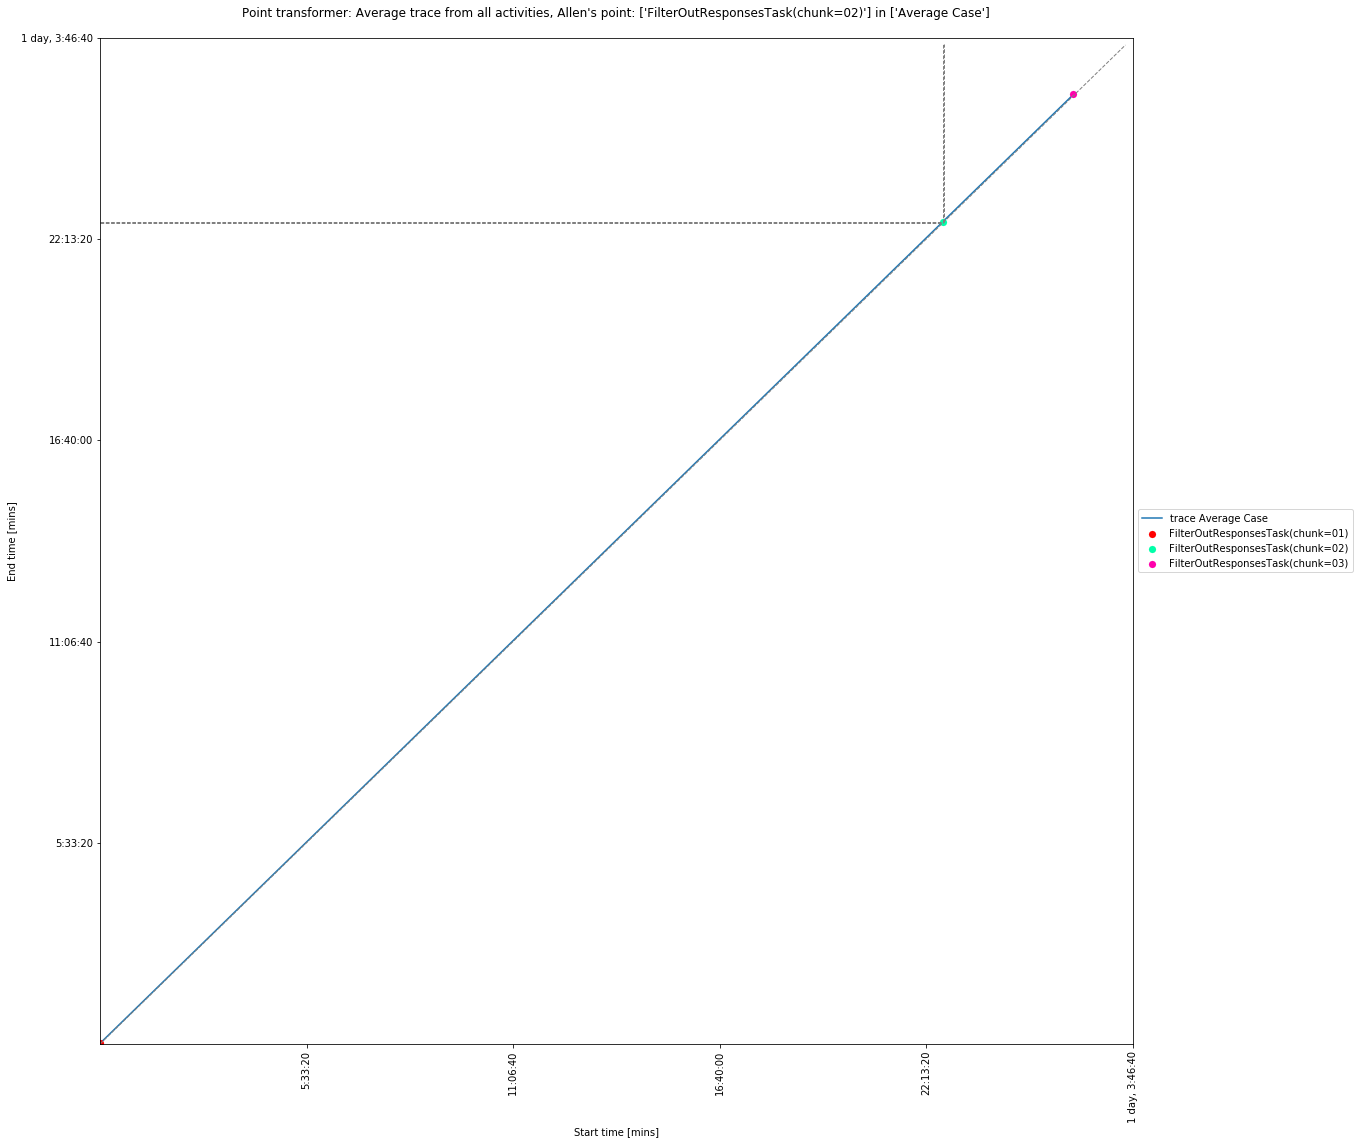 Point transformer: Average trace from all activities, Allen's point: ['FilterOutResponsesTask(chunk=02)'] in ['Average Case']
1 day, 3:46:40
22:13:20
16:40:00
11:06:40
5:33:20
End time [mins]
trace Average Case
FilterOutResponsesTask(chunk=01)
FilterOutResponsesTask(chunk=02)
FilterOutResponsesTask(chunk=03)
5:33:20
11:06:40
16:40:00
22:13:20
1 day, 3:46:40
Start time [mins]